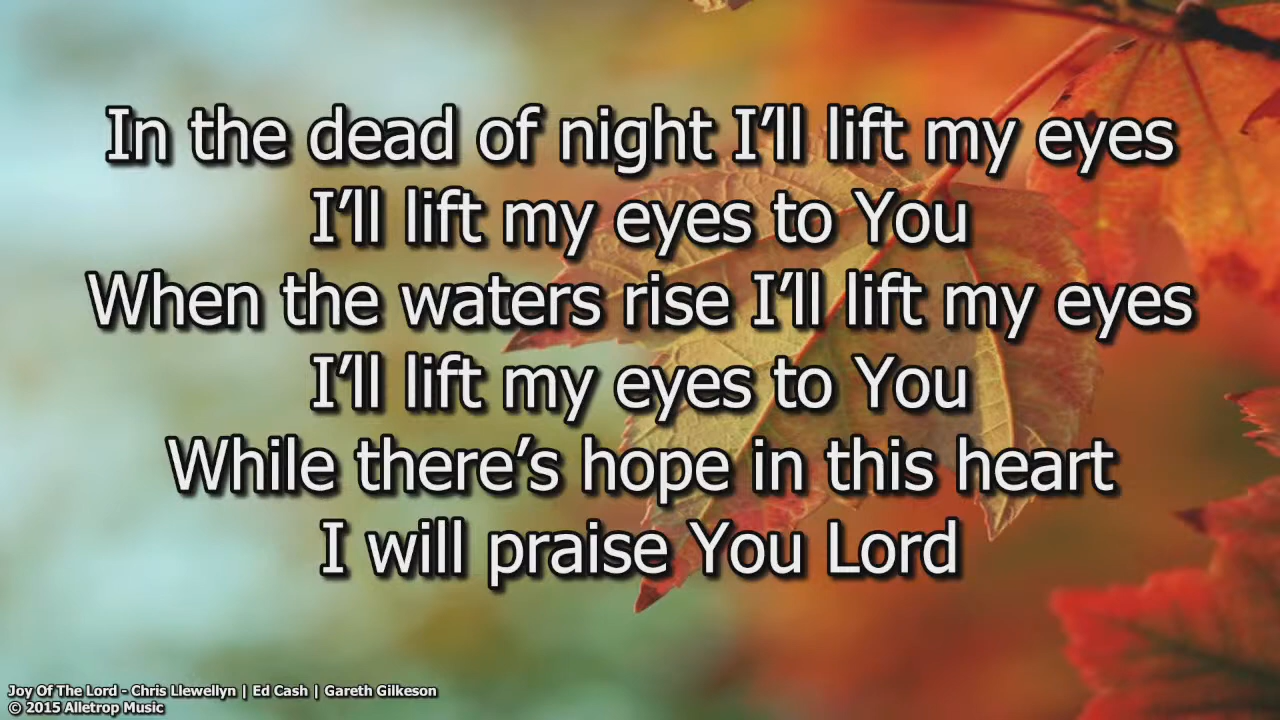 In the dead of night I’ll lift my eyes
I’ll lift my eyes to You
When the waters rise I’ll lift my eyes
I’ll lift my eyes to You
While there’s hope in this heart
I will praise You Lord
Joy Of The Lord - Chris Llewellyn | Ed Cash | Gareth Gilkeson
© 2015 Alletrop Music